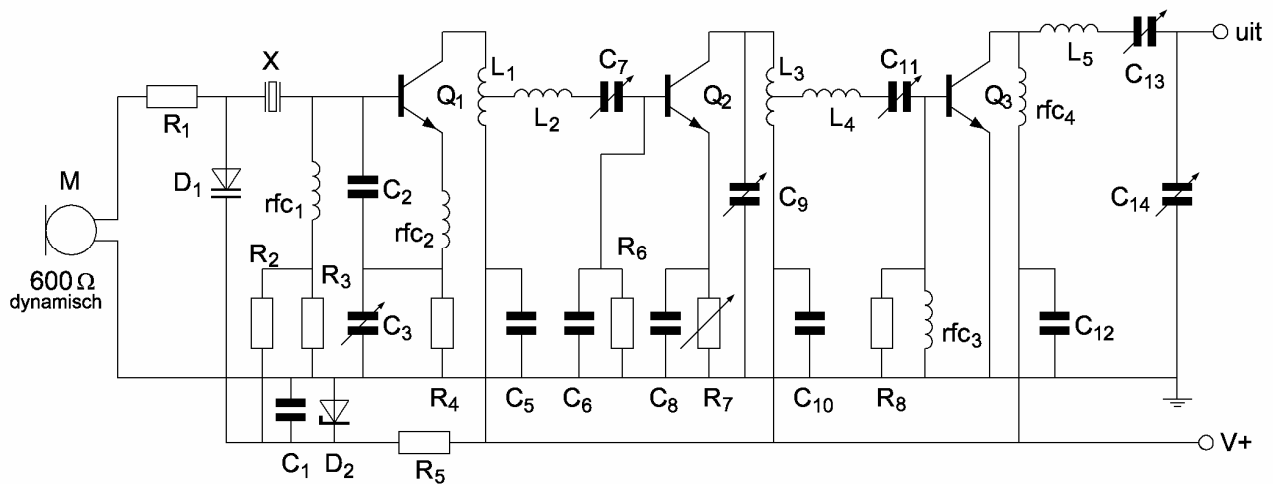 M
600 Ω
dynamisch
R1
D1
X
rfc1
R2
R3
C2
C3
Q1
rfc2
R4
L1
L2
C7
C1
D2
R5
C5
C6
R6
C8
R7
Q2
C9
L3
L4
C11
C10
R8
rfc3
Q3
rfc4
C12
L5
C13
C14
uit
V+